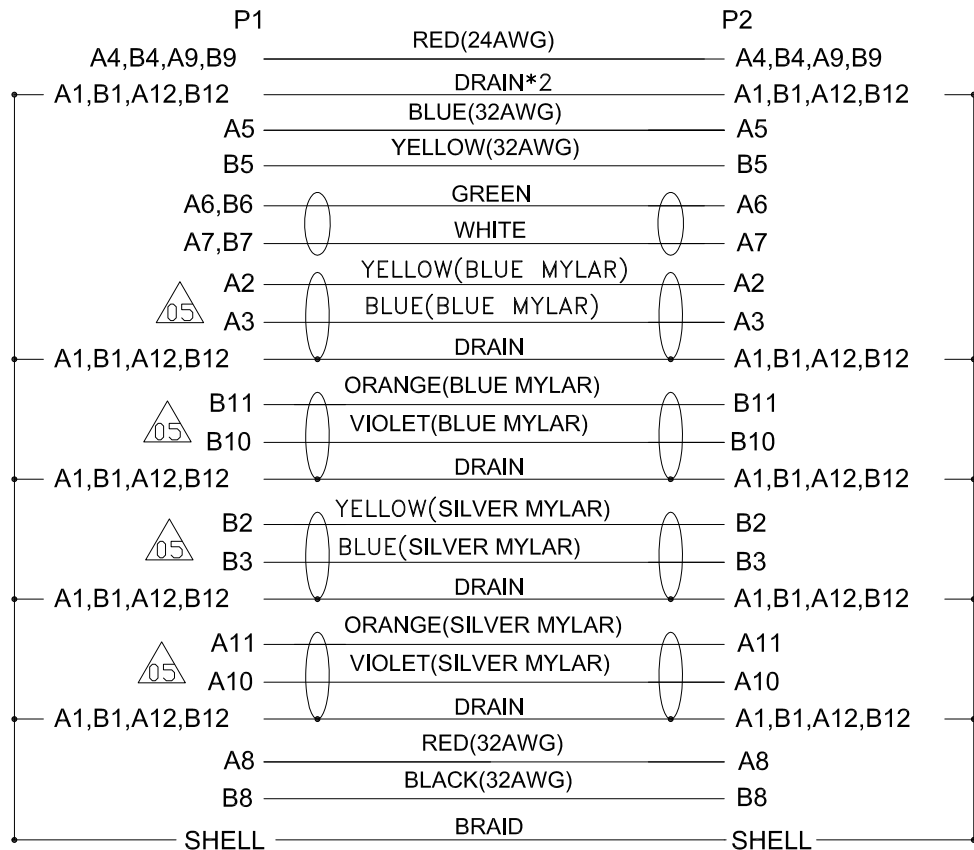 P1 P2
A4,B4,A9,B9 RED(24AWG) A4,B4,A9,B9
A1,B1,A12,B12 DRAIN*2 A1,B1,A12,B12
A5 BLUE(32AWG) A5
B5 YELLOW(32AWG) B5
A6,B6 GREEN A6
A7,B7 WHITE A7
A2 YELLOW(BLUE MYLAR) A2
05 A3 BLUE(BLUE MYLAR) A3
A1,B1,A12,B12 DRAIN A1,B1,A12,B12
B11 ORANGE(BLUE MYLAR) B11
05 B10 VIOLET(BLUE MYLAR) B10
A1,B1,A12,B12 DRAIN A1,B1,A12,B12
B2 YELLOW(SILVER MYLAR) B2
05 B3 BLUE(SILVER MYLAR) B3
A1,B1,A12,B12 DRAIN A1,B1,A12,B12
A11 ORANGE(SILVER MYLAR) A11
05 A10 VIOLET(SILVER MYLAR) A10
A1,B1,A12,B12 DRAIN A1,B1,A12,B12
A8 RED(32AWG) A8
B8 BLACK(32AWG) B8
SHELL BRAID SHELL